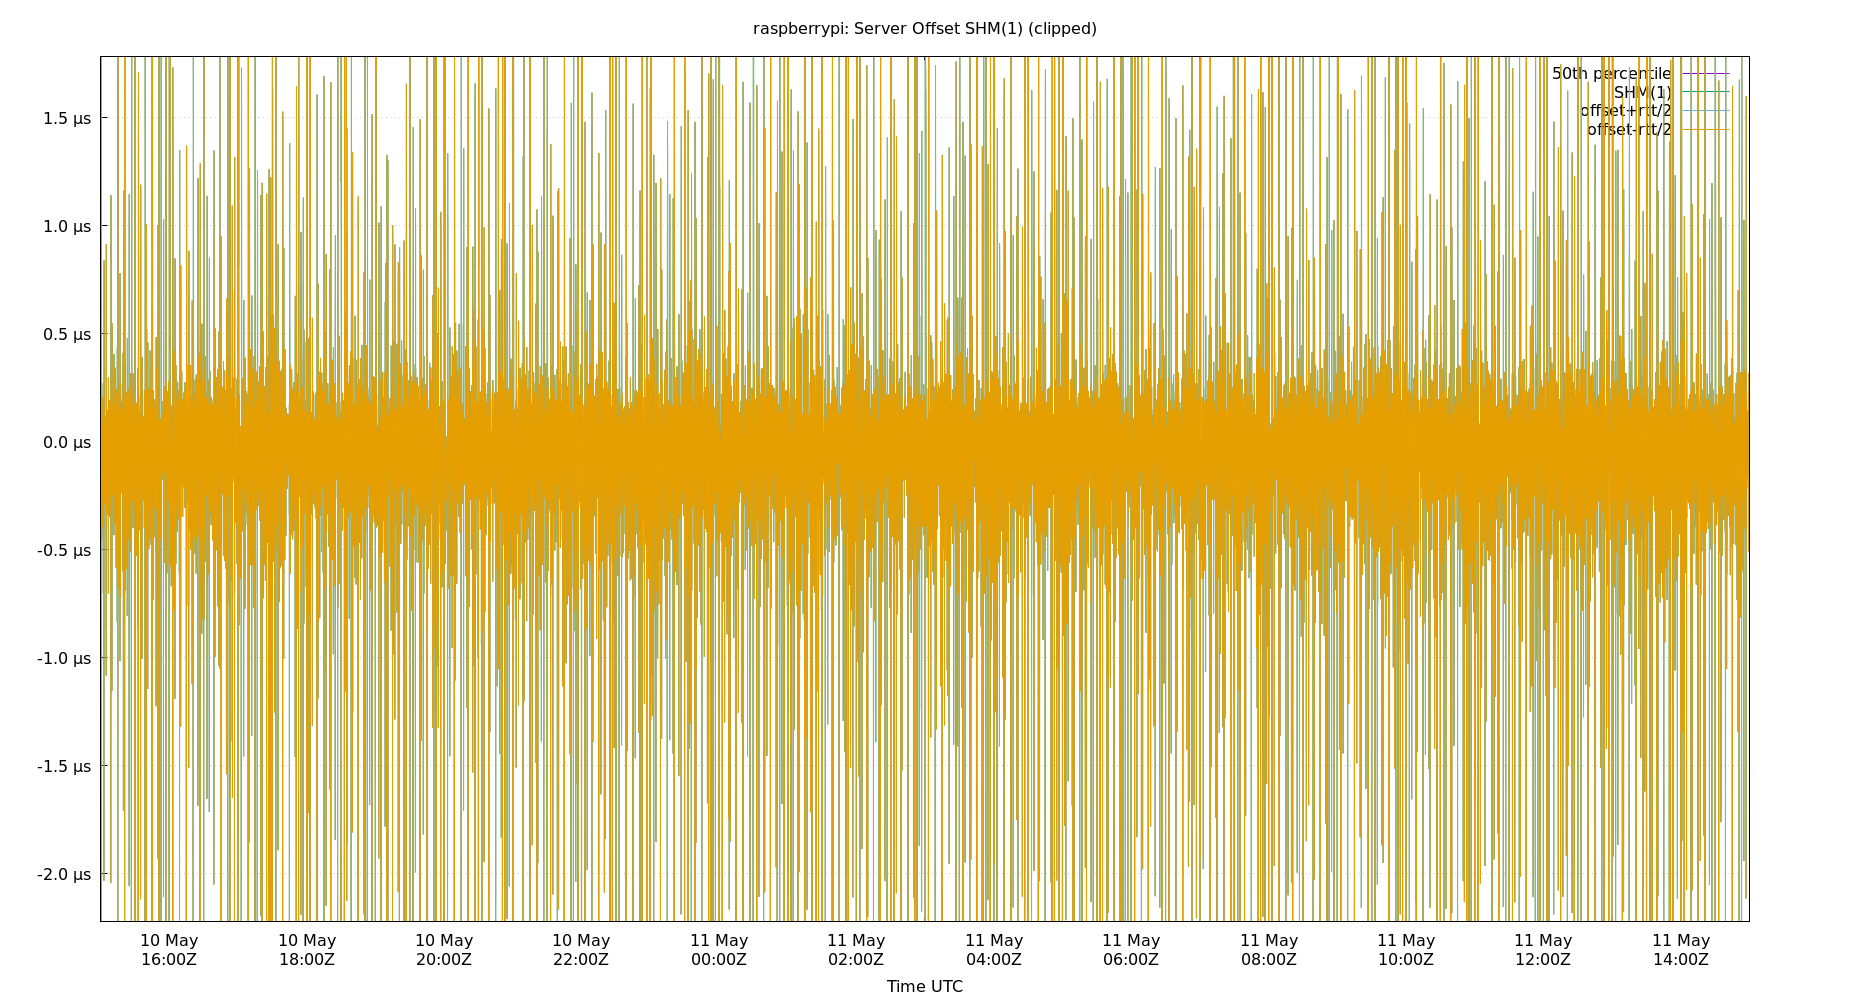 raspberrypi: Server Offset SHM(1) (clipped)
50th percentile
SHM(1)
offset+rtt/2
offset-rtt/2
1.5 µs
1.0 µs
0.5 µs
0.0 µs
-0.5 µs
-1.0 µs
-1.5 µs
-2.0 µs
10 May 10 May 10 May 10 May 11 May 11 May 11 May 11 May 11 May 11 May 11 May 11 May
16:00Z 18:00Z 20:00Z 22:00Z 00:00Z 02:00Z 04:00Z 06:00Z 08:00Z 10:00Z 12:00Z 14:00Z
Time UTC